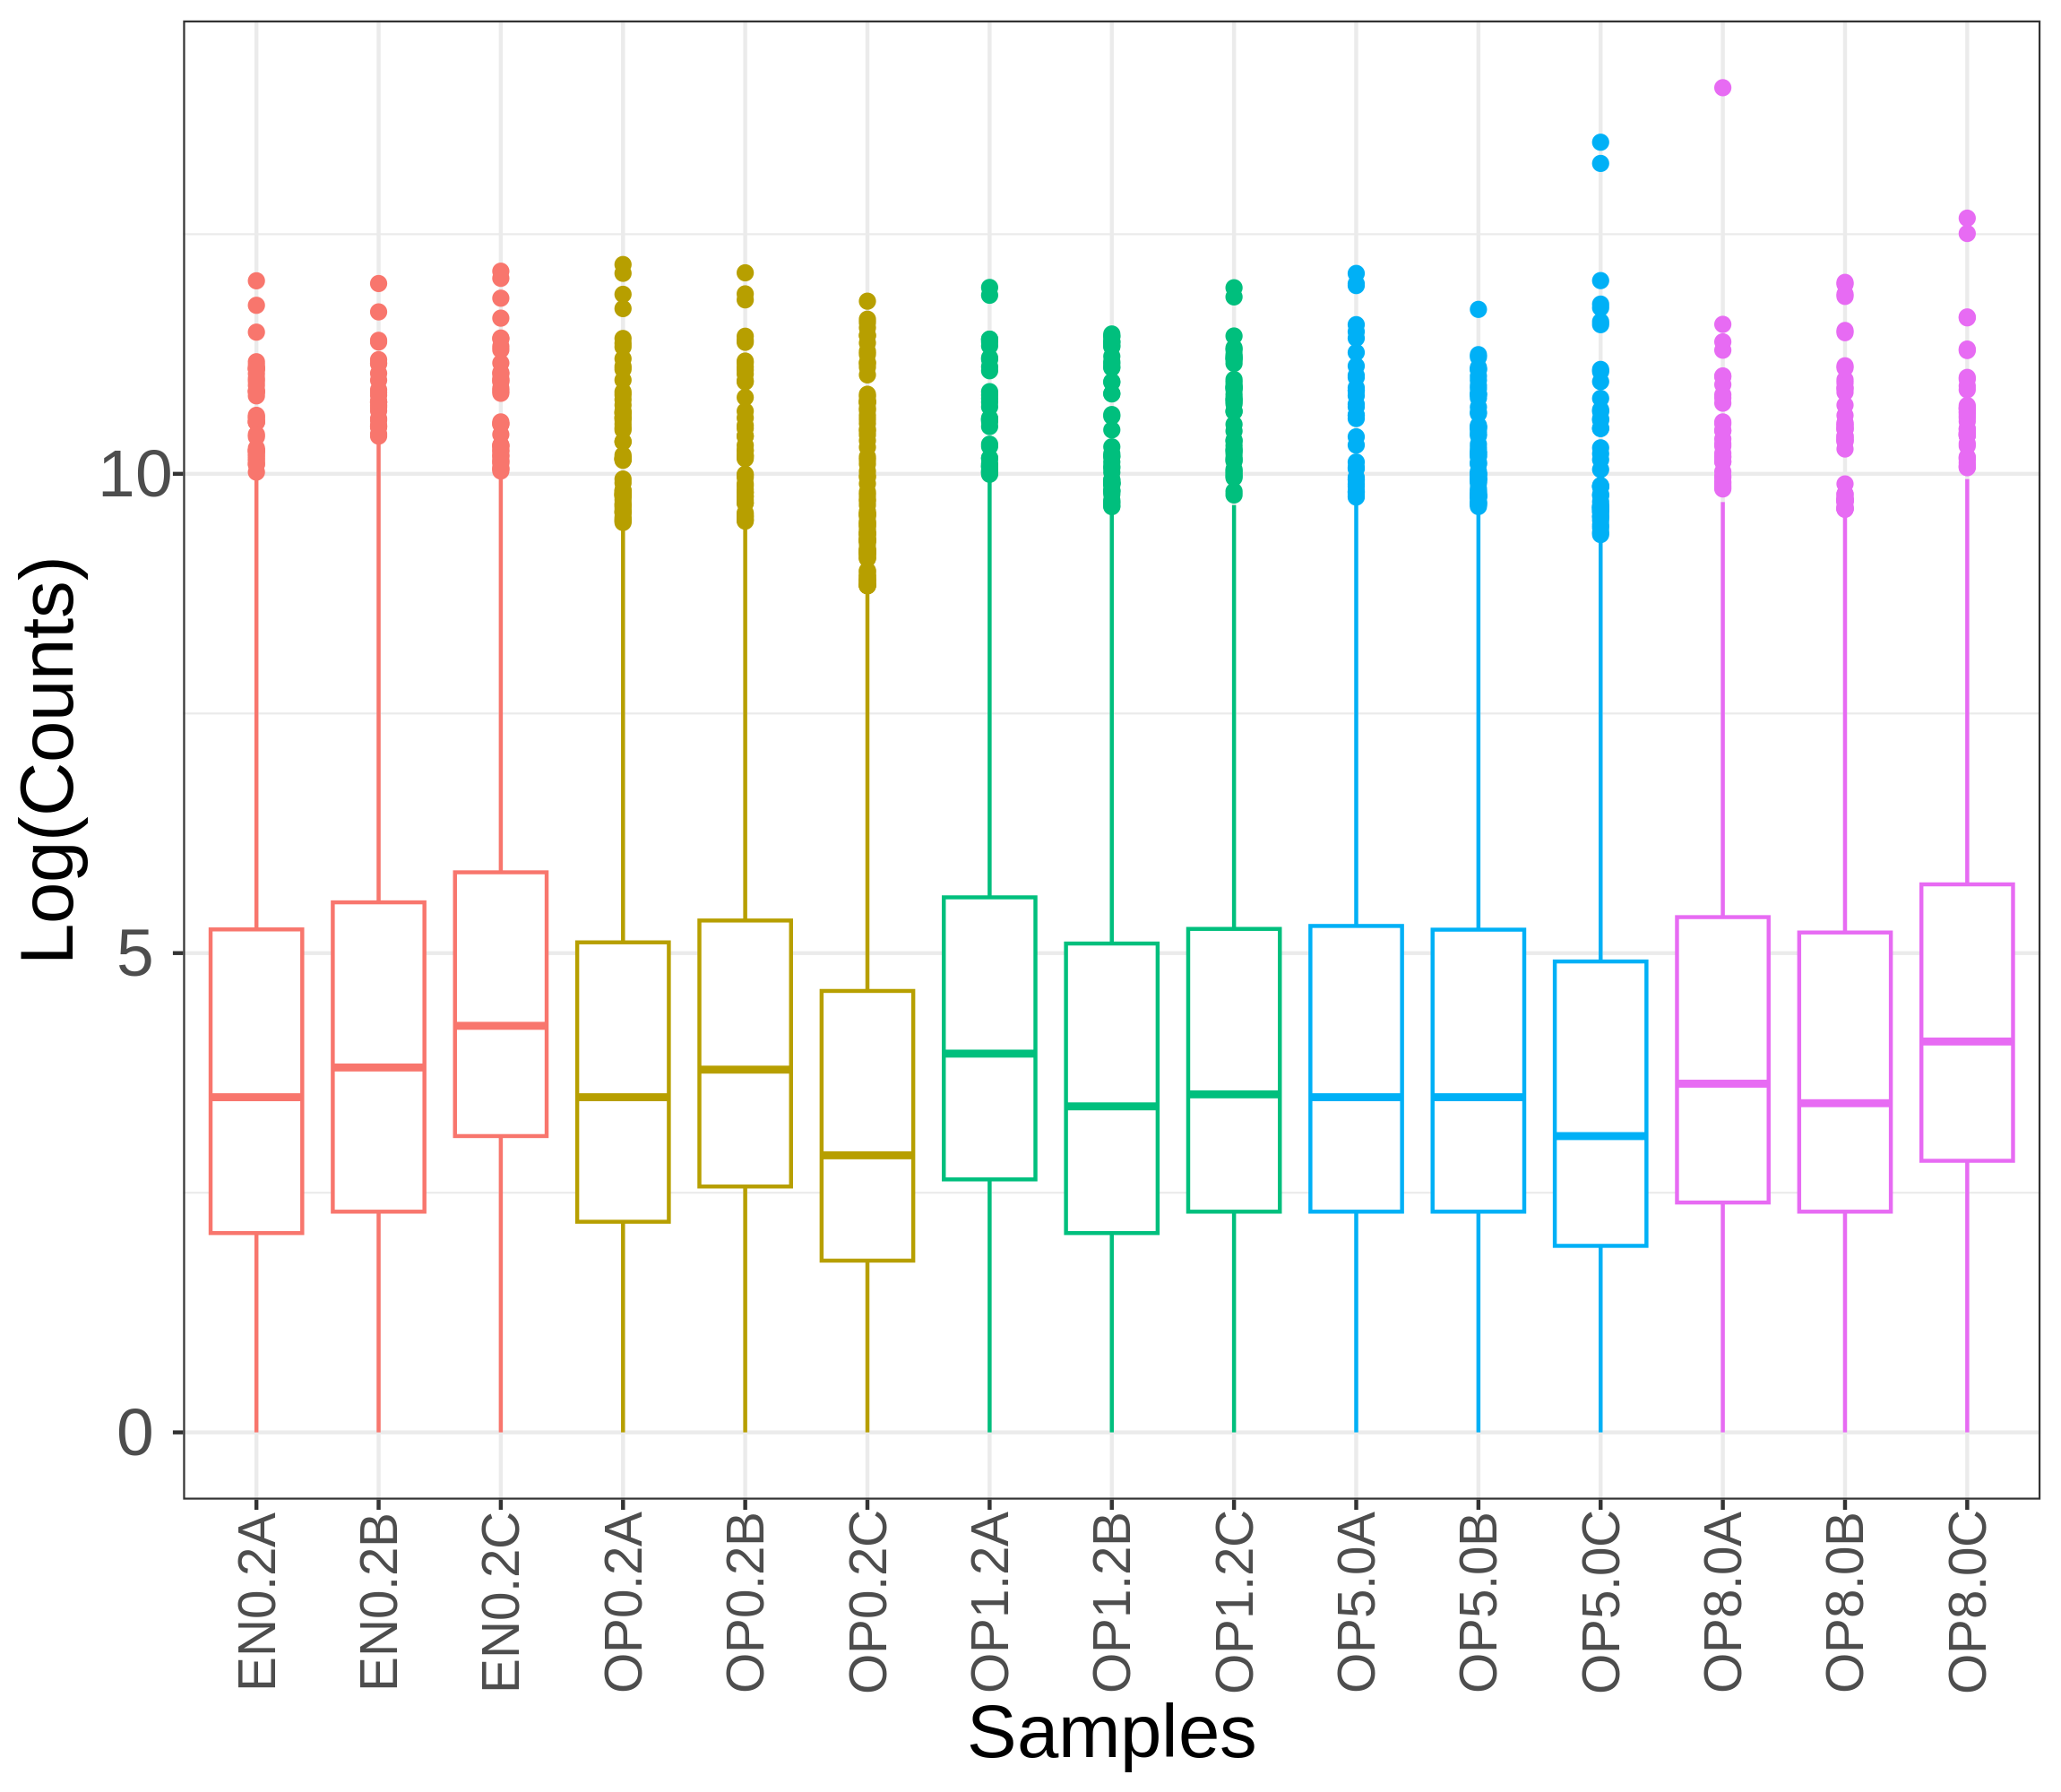 Log(Counts)
10
5
0
EN0.2A
EN0.2B
EN0.2C
OP0.2A
OP0.2B
OP0.2C
OP1.2A
OP1.2B
OP1.2C
OP5.0A
OP5.0B
OP5.0C
OP8.0A
OP8.0B
OP8.0C
Samples